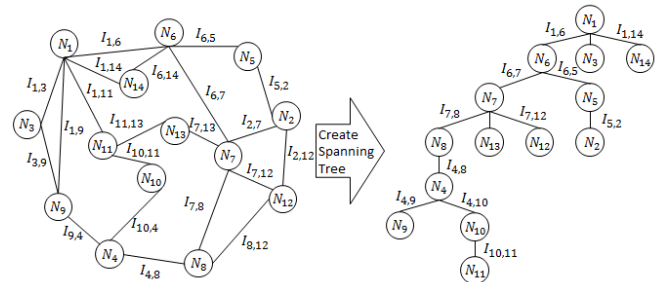 N1
N6
I1,6
I6,5
N5
I1,14
N14
I6,14
I1,3
I1,11
I6,7
I5,2
N3
I1,9
I11,13
N13
I7,13
I2,7
N2
N11
I10,11
N7
I2,12
I3,9
N10
I7,12
N9
N12
I7,8
I9,4
I10,4
I8,12
N4
I4,8
N8
Create
Spanning
Tree
N1
I1,6
I1,14
N6
N3
N14
I6,7
I6,5
N7
N5
I7,8
I7,12
I5,2
N8
N13
N12
N2
I4,8
N4
I4,9
I4,10
N9
N10
I10,11
N11